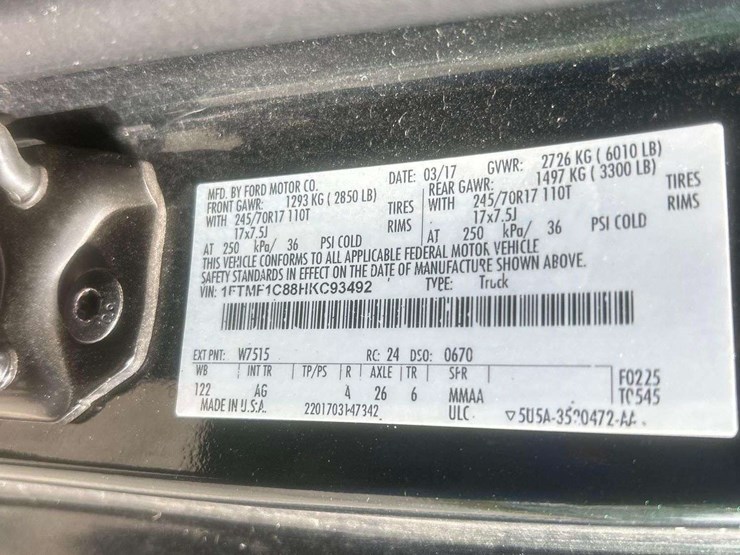 MFD. BY FORD MOTOR CO. DATE: 03/17 GVWR: 2726 KG ( 6010 LB)
FRONT GAWR: 1293 KG ( 2850 LB) REAR GAWR: 1497 KG ( 3300 LB)
WITH 245/70R17 110T TIRES WITH 245/70R17 110T TIRES
17x7.5J RIMS 17x7.5J RIMS
AT 250 kPa/ 36 PSI COLD AT 250 kPa/ 36 PSI COLD
THIS VEHICLE CONFORMS TO ALL APPLICABLE FEDERAL MOTOR VEHICLE
SAFETY STANDARDS IN EFFECT ON THE DATE OF MANUFACTURE SHOWN ABOVE.
VIN: 1FTMF1C88HKC93492 TYPE: Truck
EXT PNT: W7515 RC: 24 DSO: 0670
WB INT TR TP/PS R AXLE TR SFR F0225
122 AG 4 26 6 MMAA TC545
MADE IN U.S.A. 2201703147342 ULC